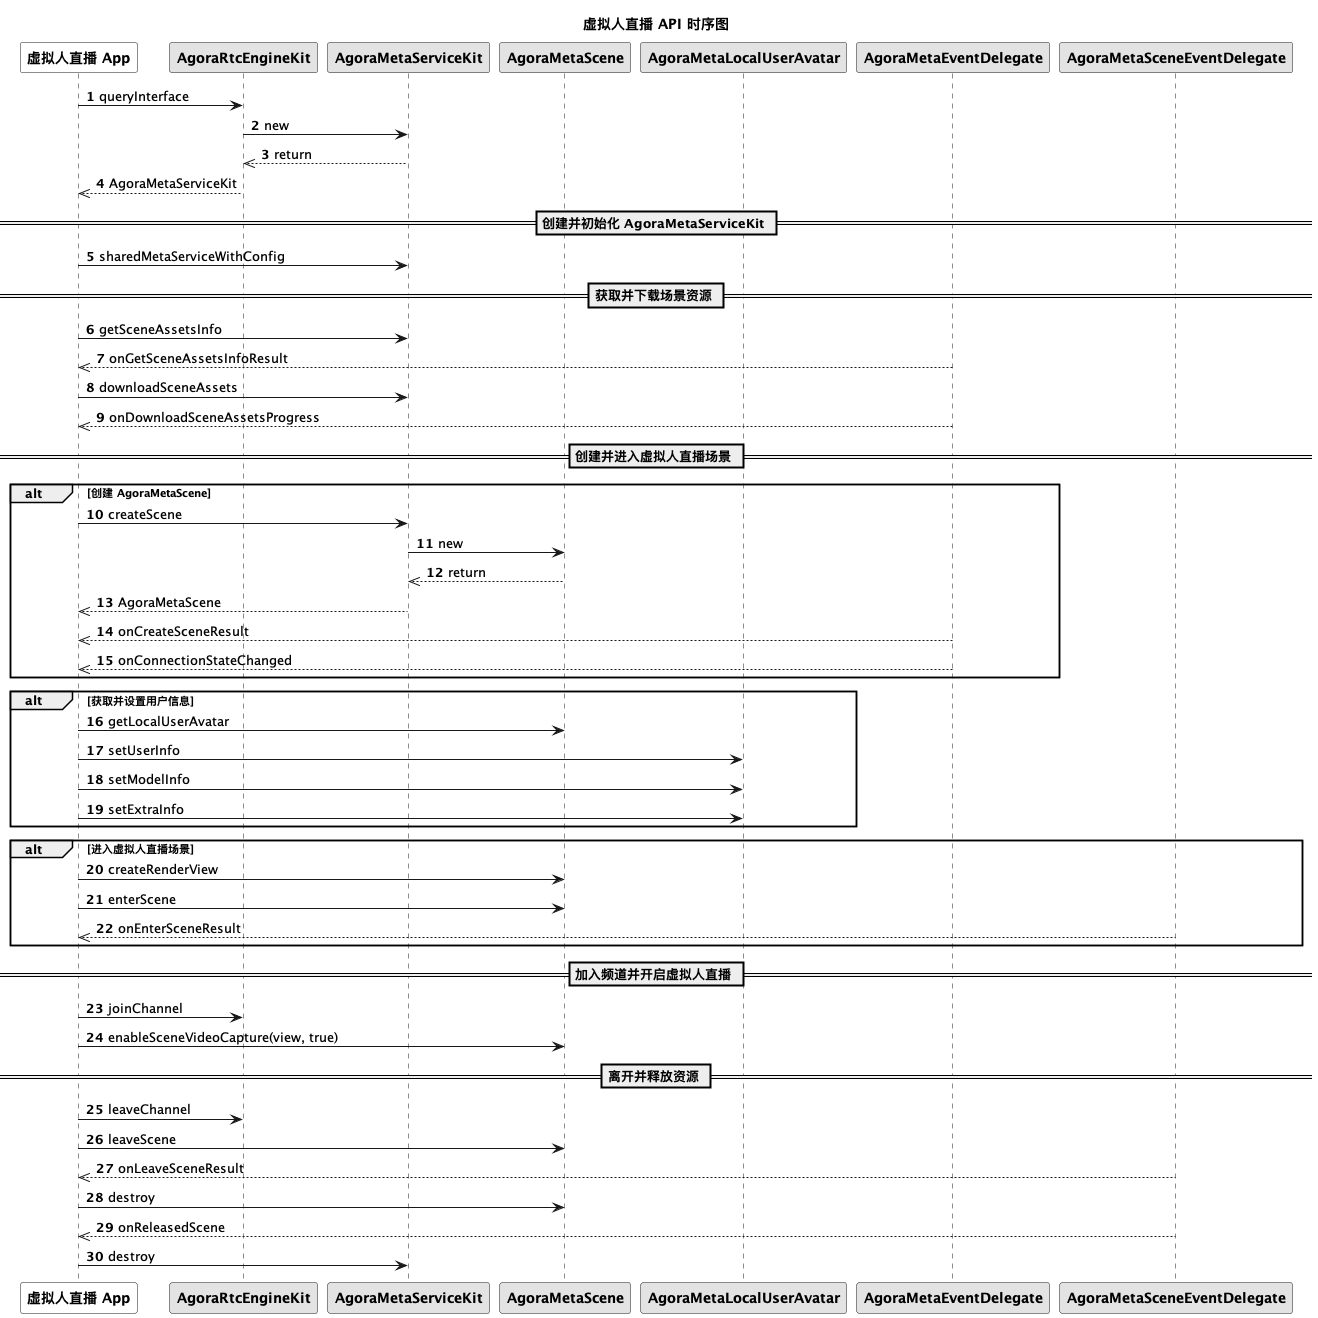 虚拟人直播 API 时序图
虚拟人直播 App AgoraRtcEngineKit AgoraMetaServiceKit AgoraMetaScene AgoraMetaLocalUserAvatar AgoraMetaEventDelegate AgoraMetaSceneEventDelegate
1 queryInterface
2 new
3 return
4 AgoraMetaServiceKit
创建并初始化 AgoraMetaServiceKit
5 sharedMetaServiceWithConfig
获取并下载场景资源
6 getSceneAssetsInfo
7 onGetSceneAssetsInfoResult
8 downloadSceneAssets
9 onDownloadSceneAssetsProgress
创建并进入虚拟人直播场景
alt [创建 AgoraMetaScene]
10 createScene
11 new
12 return
13 AgoraMetaScene
14 onCreateSceneResult
15 onConnectionStateChanged
alt [获取并设置用户信息]
16 getLocalUserAvatar
17 setUserInfo
18 setModelInfo
19 setExtraInfo
alt [进入虚拟人直播场景]
20 createRenderView
21 enterScene
22 onEnterSceneResult
加入频道并开启虚拟人直播
23 joinChannel
24 enableSceneVideoCapture(view, true)
离开并释放资源
25 leaveChannel
26 leaveScene
27 onLeaveSceneResult
28 destroy
29 onReleasedScene
30 destroy
虚拟人直播 App AgoraRtcEngineKit AgoraMetaServiceKit AgoraMetaScene AgoraMetaLocalUserAvatar AgoraMetaEventDelegate AgoraMetaSceneEventDelegate